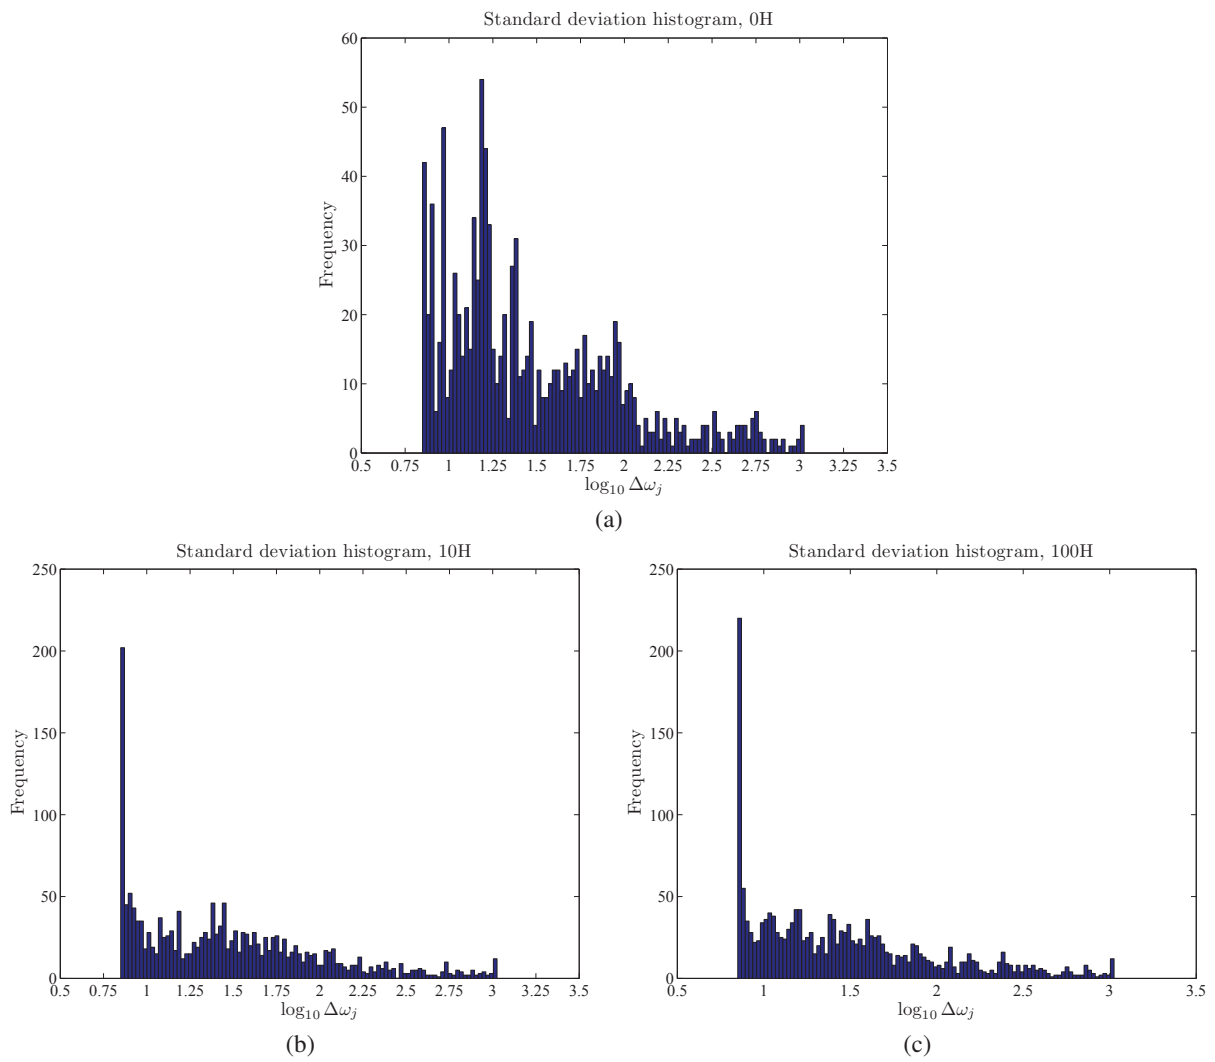 Standard deviation histogram, 0H
60
50
40
30
20
10
0
Frequency
0.5 0.75 1 1.25 1.5 1.75 2 2.25 2.5 2.75 3 3.25 3.5
log₁₀ Δωⱼ
(a)
Standard deviation histogram, 10H
250
200
150
100
50
0
Frequency
0.5 0.75 1 1.25 1.5 1.75 2 2.25 2.5 2.75 3 3.25 3.5
log₁₀ Δωⱼ
(b)
Standard deviation histogram, 100H
250
200
150
100
50
0
Frequency
0.5 1 1.5 2 2.5 3 3.5
log₁₀ Δωⱼ
(c)